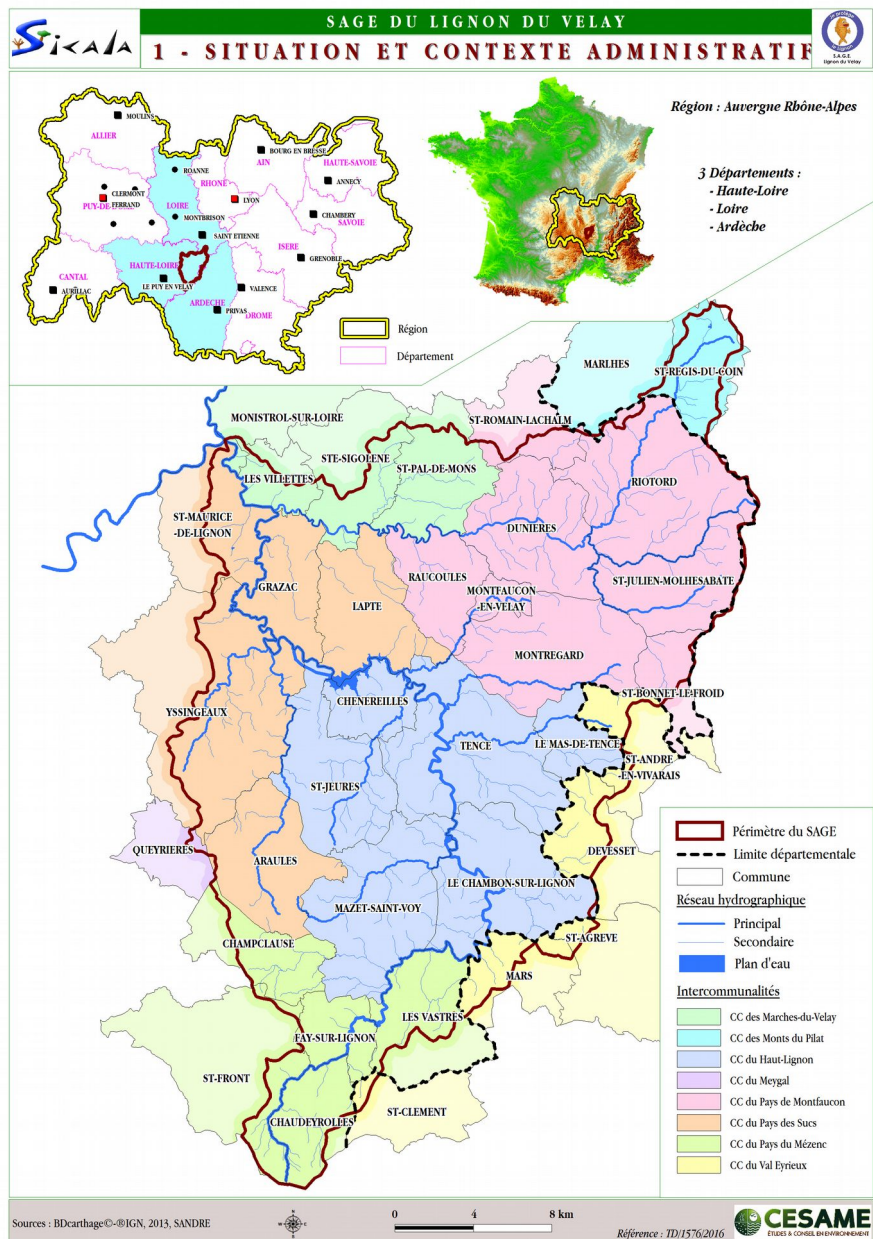 Sicala
SAGE DU LIGNON DU VELAY
1 - SITUATION ET CONTEXTE ADMINISTRATIF
S.A.G.E
Lignon du Velay
Région : Auvergne Rhône-Alpes
3 Départements :
- Haute-Loire
- Loire
- Ardèche
MOULINS
ALLIER
BOURG EN BRESSE
AIN
HAUTE-SAVOIE
ROANNE
RHONE
ANNECY
CLERMONT
FERRAND
PUY-DE-
LOIRE
LYON
MONTBRISON
CHAMBERY
SAVOIE
SAINT ETIENNE
ISERE
GRENOBLE
HAUTE-LOIRE
CANTAL
AURILLAC
LE PUY EN VELAY
VALENCE
ARDECHE
PRIVAS
DROME
Région
Département
MARLHES
ST-REGIS-DU-COIN
MONISTROL-SUR-LOIRE
ST-ROMAIN-LACHALM
STE-SIGOLENE
ST-PAL-DE-MONS
LES VILLETTES
RIOTORD
ST-MAURICE
-DE-LIGNON
DUNIERES
GRAZAC
RAUCOULES
ST-JULIEN-MOLHESABATE
MONTFAUCON
-EN-VELAY
LAPTE
MONTREGARD
ST-BONNET-LE-FROID
CHENEREILLES
YSSINGEAUX
TENCE
LE MAS-DE-TENCE
ST-ANDRE
-EN-VIVARAIS
ST-JEURES
QUEYRIERES
ARAULES
DEVESSET
LE CHAMBON-SUR-LIGNON
MAZET-SAINT-VOY
CHAMPCLAUSE
ST-AGREVE
MARS
LES VASTRES
FAY-SUR-LIGNON
ST-FRONT
CHAUDEYROLLES
ST-CLEMENT
Périmètre du SAGE
Limite départementale
Commune
Réseau hydrographique
Principal
Secondaire
Plan d'eau
Intercommunalités
CC des Marches-du-Velay
CC des Monts du Pilat
CC du Haut-Lignon
CC du Meygal
CC du Pays de Montfaucon
CC du Pays des Sucs
CC du Pays du Mézenc
CC du Val Eyrieux
Sources : BDcarthage©-®IGN, 2013, SANDRE
0 4 8 km
Référence : TD/1576/2016
CESAME
ÉTUDES & CONSEIL EN ENVIRONNEMENT